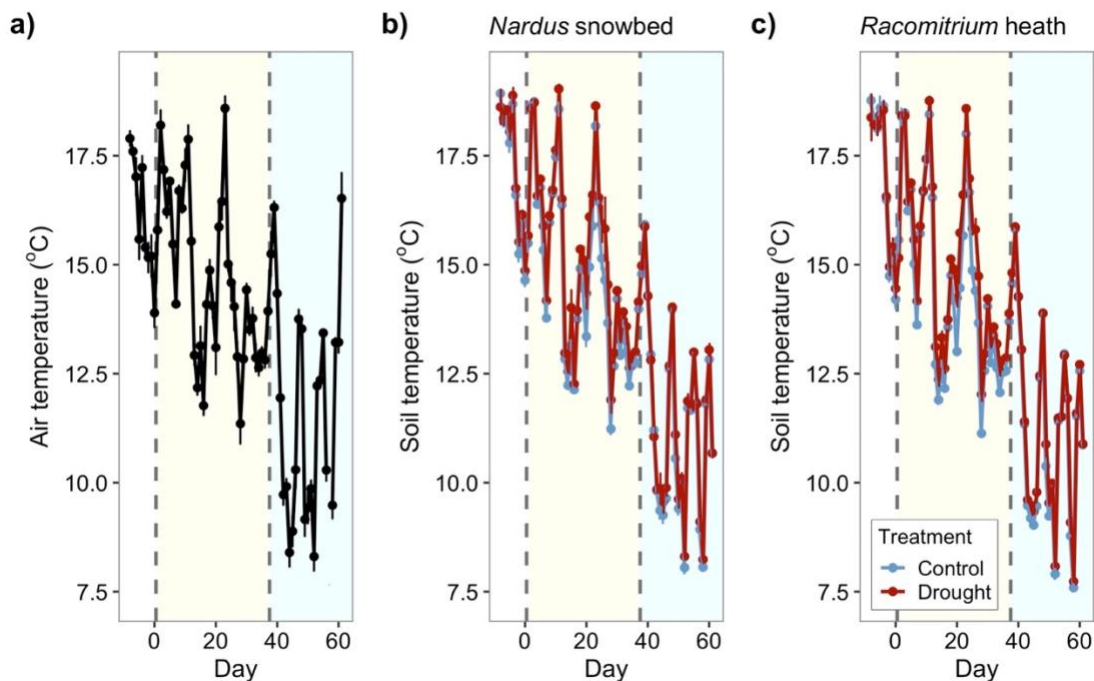 a)
Air temperature (°C)
17.5
15.0
12.5
10.0
7.5
0 20 40 60
Day
b)
Nardus snowbed
Soil temperature (°C)
17.5
15.0
12.5
10.0
7.5
0 20 40 60
Day
c)
Racomitrium heath
Soil temperature (°C)
17.5
15.0
12.5
10.0
7.5
Treatment
Control
Drought
0 20 40 60
Day